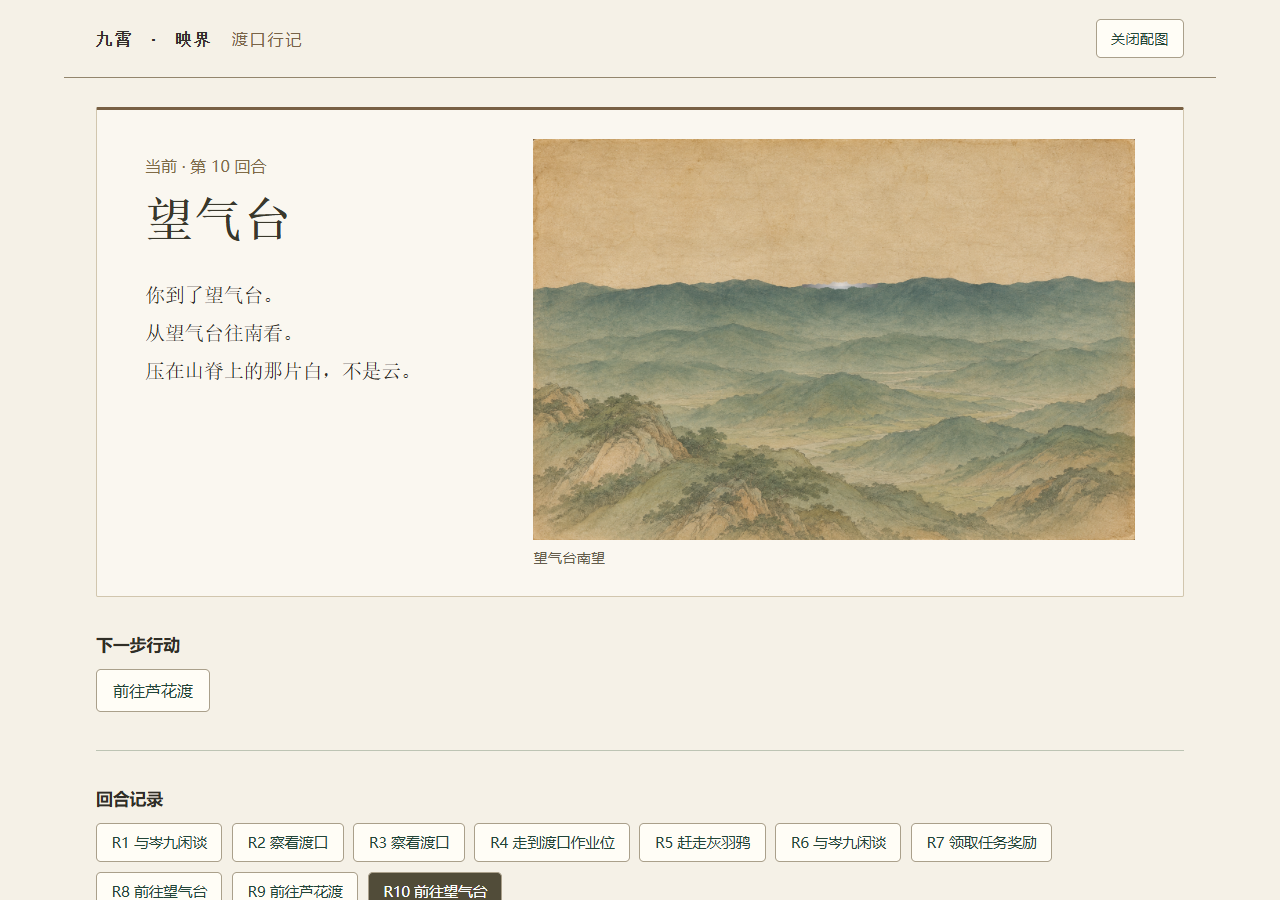 九霄 · 映界 渡口行记
关闭配图
当前 · 第 10 回合
望气台
你到了望气台。
从望气台往南看。
压在山脊上的那片白，不是云。
望气台南望
下一步行动
前往芦花渡
回合记录
R1 与岑九闲谈
R2 察看渡口
R3 察看渡口
R4 走到渡口作业位
R5 赶走灰羽鸦
R6 与岑九闲谈
R7 领取任务奖励
R8 前往望气台
R9 前往芦花渡
R10 前往望气台